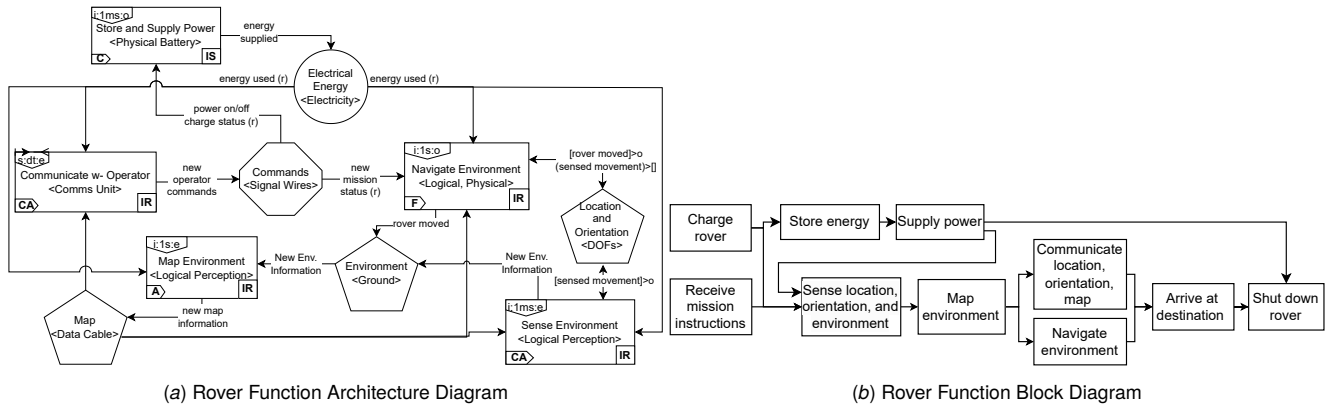 i:1ms:o
Store and Supply Power
<Physical Battery>
C
IS
energy
supplied
Electrical
Energy
<Electricity>
energy used (r)
energy used (r)
power on/off
charge status (r)
s:dt:e
Communicate w- Operator
<Comms Unit>
CA
IR
new
operator
commands
Commands
<Signal Wires>
new
mission
status (r)
i:1s:o
Navigate Environment
<Logical, Physical>
F
IR
[rover moved]>o
(sensed movement)>[]
Location
and
Orientation
<DOFs>
rover moved
i:1s:e
Map Environment
<Logical Perception>
A
IR
New Env.
Information
Environment
<Ground>
New Env.
Information
[sensed movement]>o
new map
information
Map
<Data Cable>
i:1ms:e
Sense Environment
<Logical Perception>
CA
IR
(a) Rover Function Architecture Diagram
Charge
rover
Store energy
Supply power
Receive
mission
instructions
Sense location,
orientation, and
environment
Map
environment
Communicate
location,
orientation,
map
Navigate
environment
Arrive at
destination
Shut down
rover
(b) Rover Function Block Diagram